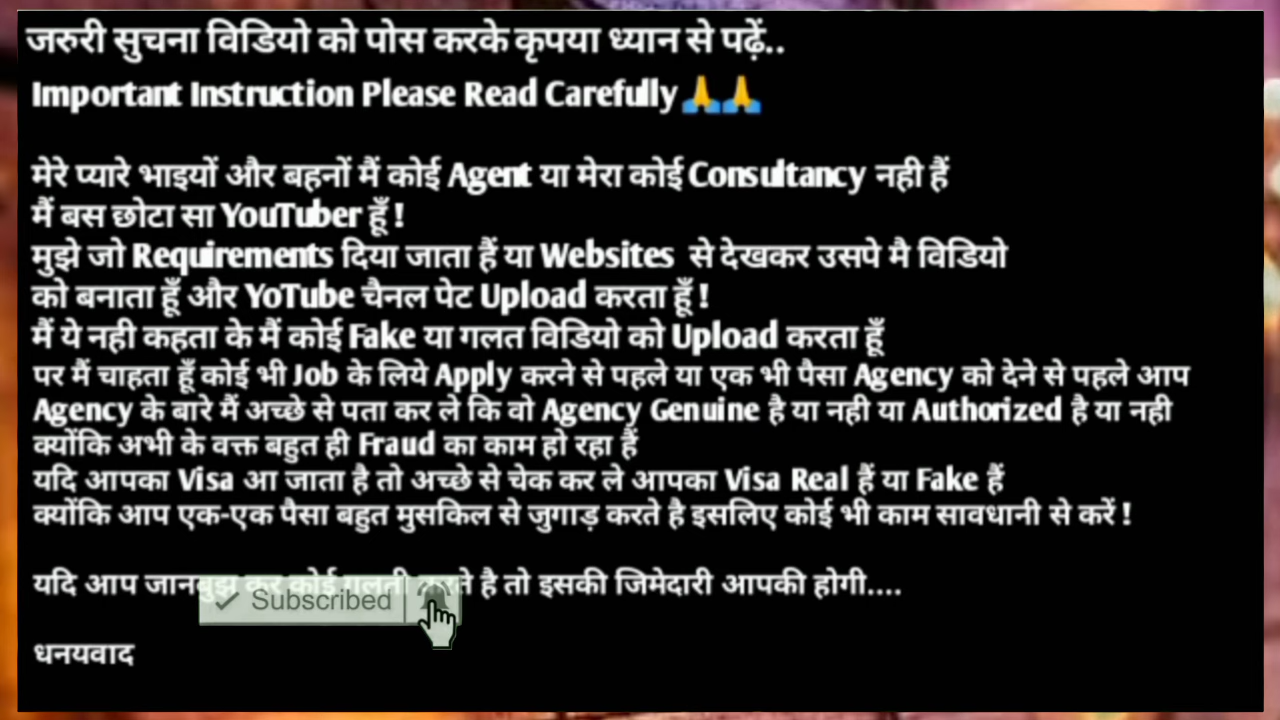 जरुरी सुचना विडियो को पोस करके कृपया ध्यान से पढ़ें..
Important Instruction Please Read Carefully🙏🙏
मेरे प्यारे भाइयों और बहनों मैं कोई Agent या मेरा कोई Consultancy नही हैं
मैं बस छोटा सा YouTuber हूँ !
मुझे जो Requirements दिया जाता हैं या Websites से देखकर उसपे मै विडियो
को बनाता हूँ और YoTube चैनल पेट Upload करता हूँ !
मैं ये नही कहता के मैं कोई Fake या गलत विडियो को Upload करता हूँ
पर मैं चाहता हूँ कोई भी Job के लिये Apply करने से पहले या एक भी पैसा Agency को देने से पहले आप
Agency के बारे मैं अच्छे से पता कर ले कि वो Agency Genuine है या नही या Authorized है या नही
क्योंकि अभी के वक्त बहुत ही Fraud का काम हो रहा हैं
यदि आपका Visa आ जाता है तो अच्छे से चेक कर ले आपका Visa Real हैं या Fake हैं
क्योंकि आप एक-एक पैसा बहुत मुसकिल से जुगाड़ करते है इसलिए कोई भी काम सावधानी से करें !
यदि आप जानबुझ कर कोई गलती करते है तो इसकी जिमेदारी आपकी होगी....
Subscribed
धनयवाद